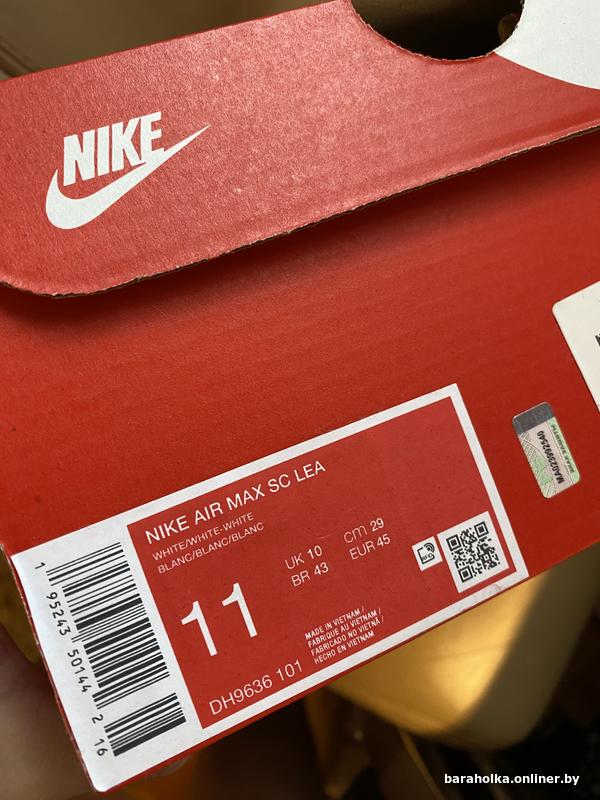 NIKE
NIKE AIR MAX SC LEA
WHITE/WHITE-WHITE
BLANC/BLANC/BLANC
11
UK 10
cm 29
BR 43
EUR 45
MADE IN VIETNAM /
FABRIQUE AU VIETNAM /
FABRICADO NO VIETNÃ /
HECHO EN VIETNAM
DH9636 101
1 95243 50144 2 16
MA023992540
baraholka.onliner.by